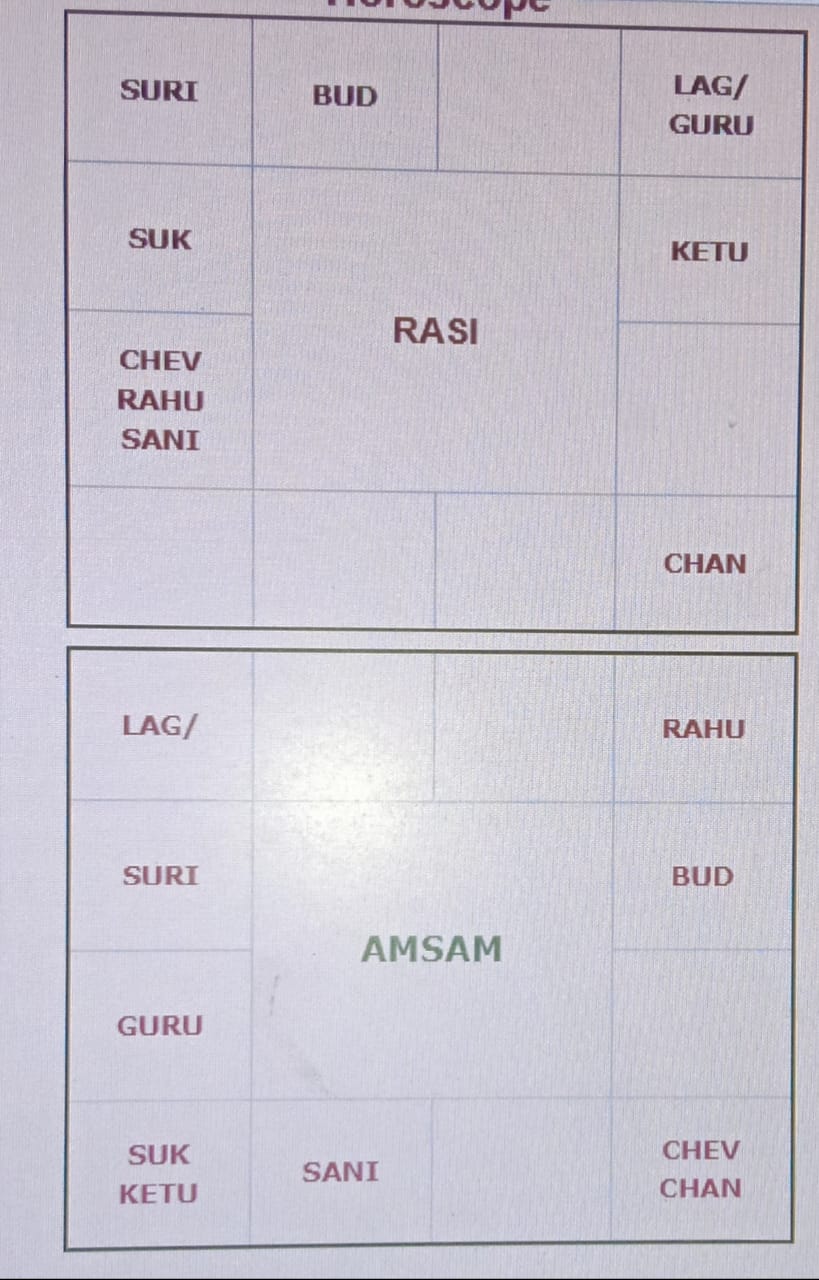 Horoscope
SURI
BUD
LAG/
GURU
SUK
KETU
RASI
CHEV
RAHU
SANI
CHAN
LAG/
RAHU
SURI
BUD
AMSAM
GURU
SUK
KETU
SANI
CHEV
CHAN